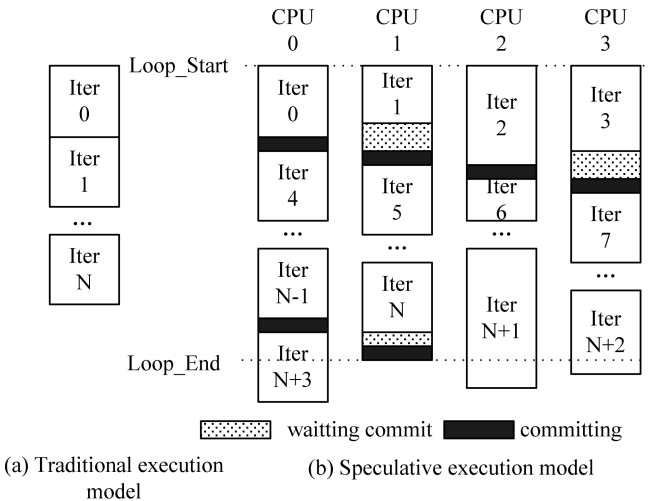 CPU 0
CPU 1
CPU 2
CPU 3
Loop_Start
Iter 0
Iter 1
...
Iter N
Iter 0
Iter 4
...
Iter N-1
Iter N+3
Iter 1
Iter 5
...
Iter N
Iter 2
Iter 6
...
Iter N+1
Iter 3
Iter 7
...
Iter N+2
Loop_End
waitting commit
committing
(a) Traditional execution
model
(b) Speculative execution model